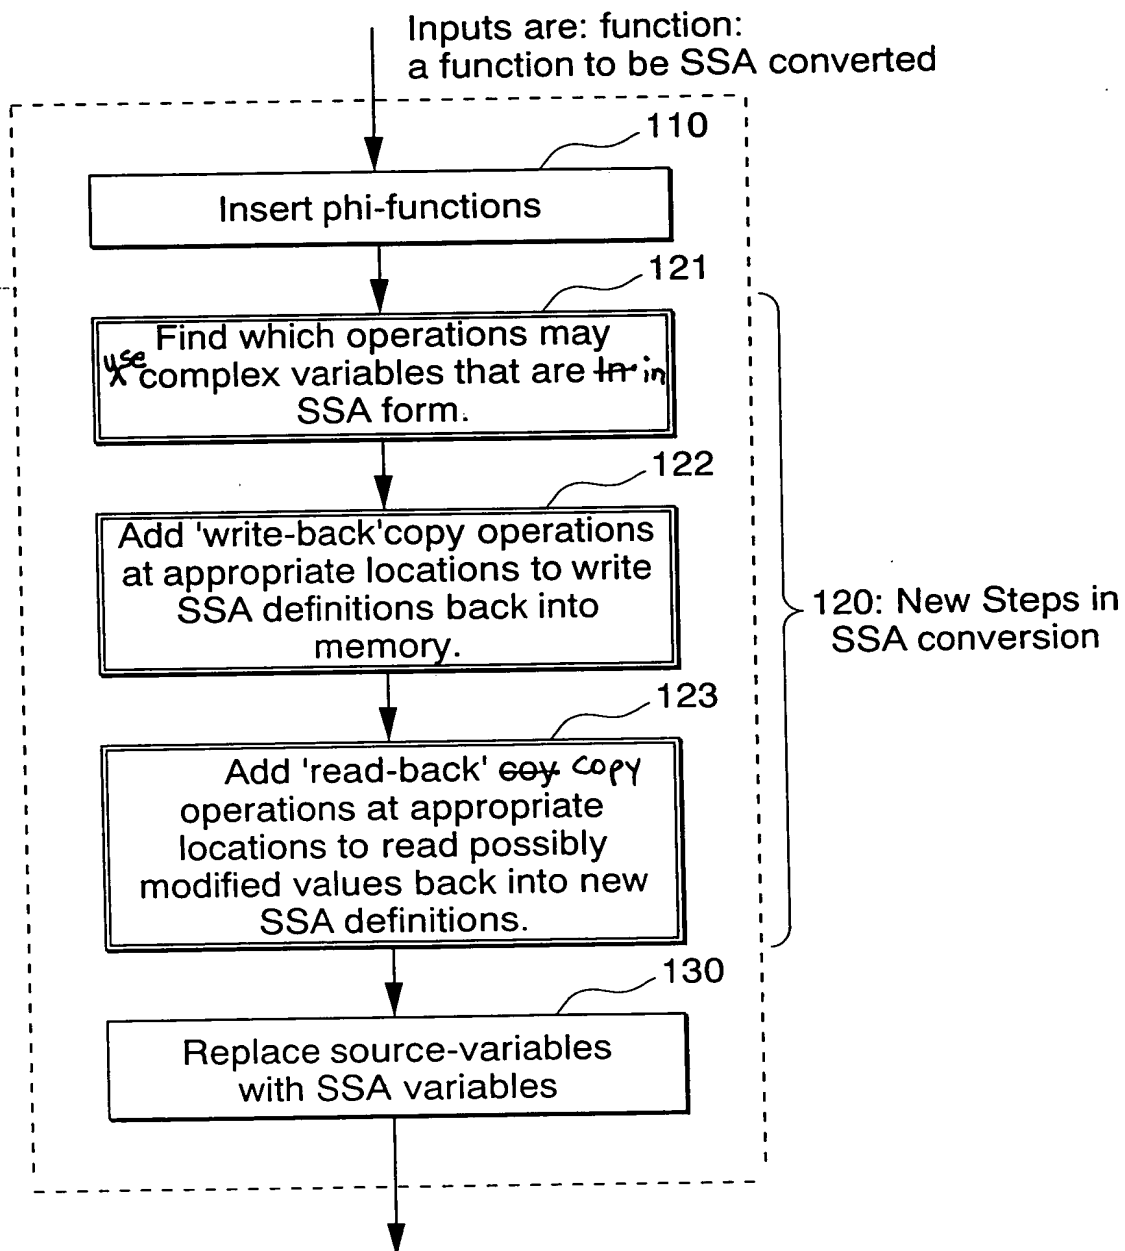 Inputs are: function:
a function to be SSA converted
110
Insert phi-functions
121
Find which operations may
use complex variables that are In in
SSA form.
122
Add 'write-back'copy operations
at appropriate locations to write
SSA definitions back into
memory.
120: New Steps in
SSA conversion
123
Add 'read-back' coy copy
operations at appropriate
locations to read possibly
modified values back into new
SSA definitions.
130
Replace source-variables
with SSA variables